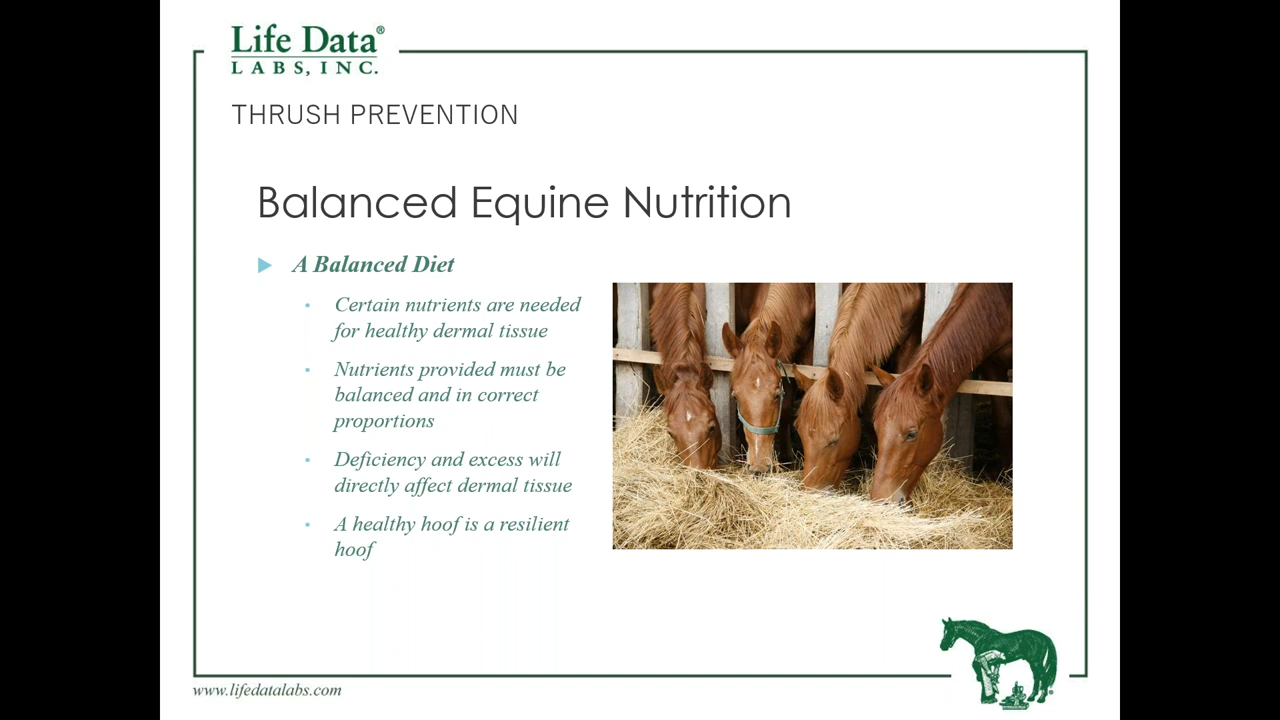 Life Data®
LABS, INC.
THRUSH PREVENTION
Balanced Equine Nutrition
A Balanced Diet
Certain nutrients are needed
for healthy dermal tissue
Nutrients provided must be
balanced and in correct
proportions
Deficiency and excess will
directly affect dermal tissue
A healthy hoof is a resilient
hoof
www.lifedatalabs.com